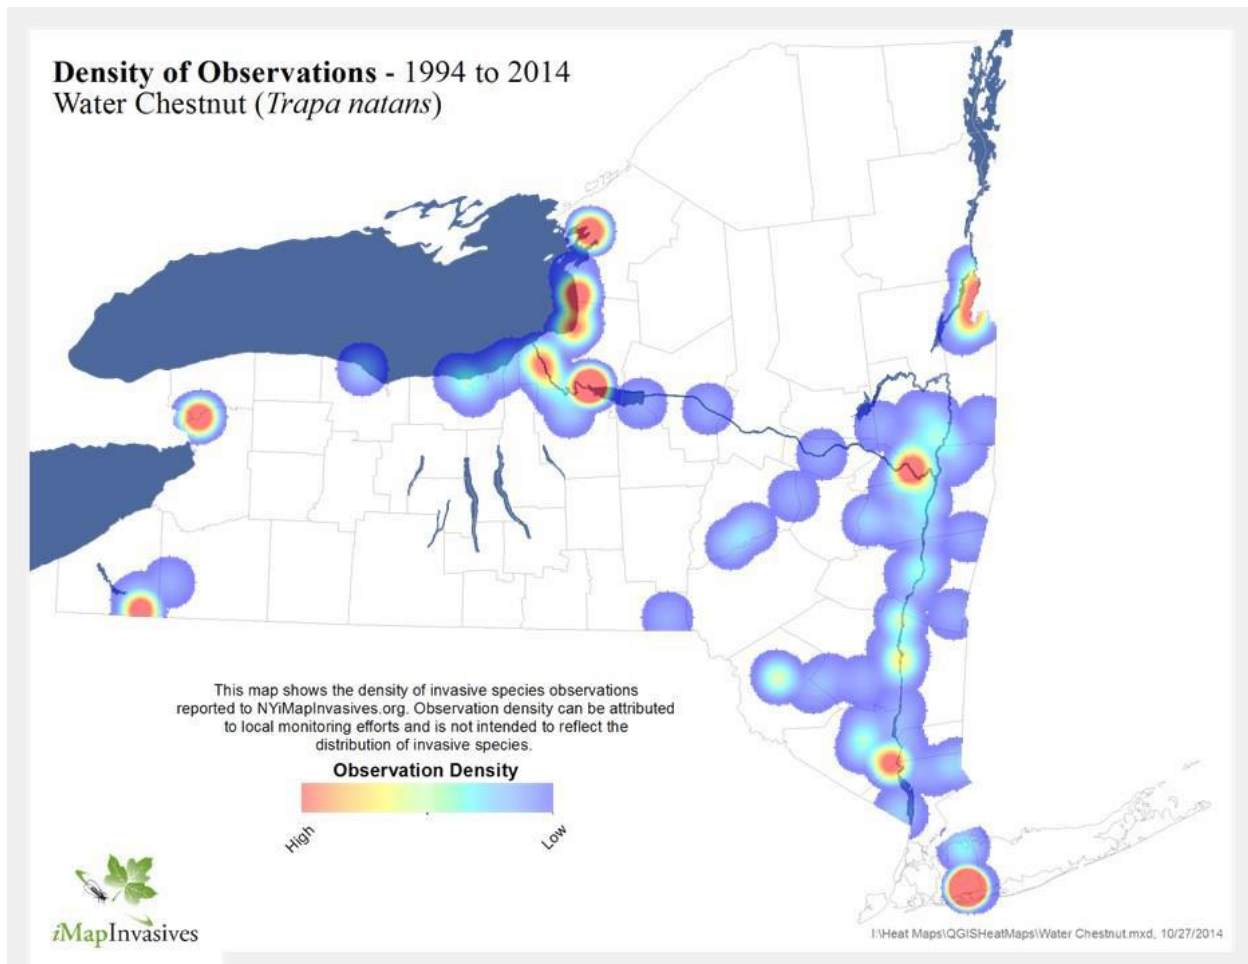 Density of Observations - 1994 to 2014
Water Chestnut (Trapa natans)
This map shows the density of invasive species observations
reported to NYiMapInvasives.org. Observation density can be attributed
to local monitoring efforts and is not intended to reflect the
distribution of invasive species.
Observation Density
High
Low
iMapInvasives
I:\Heat Maps\QGISHeatMaps\Water Chestnut.mxd, 10/27/2014